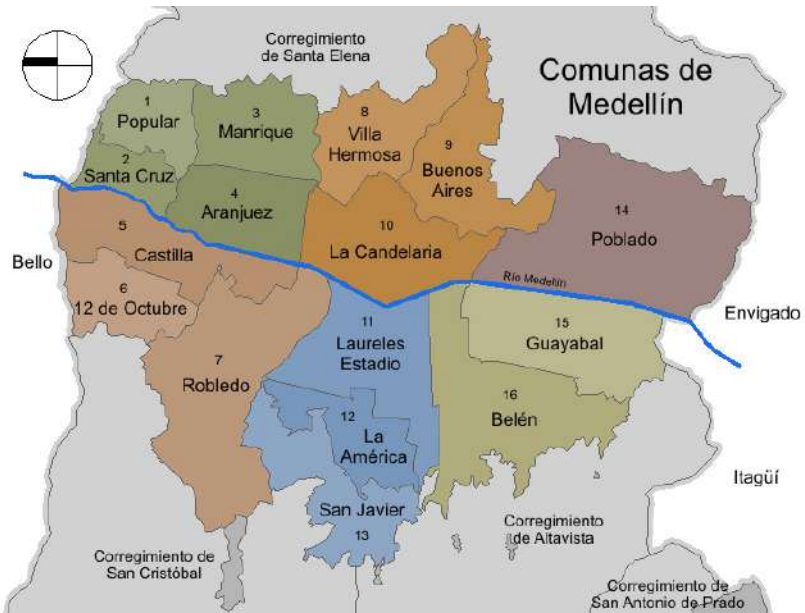 Corregimiento
de Santa Elena
Comunas de
Medellín
1
Popular
3
Manrique
8
Villa
Hermosa
9
Buenos
Aires
2
Santa Cruz
4
Aranjuez
14
Poblado
10
La Candelaria
5
Castilla
Bello
Río Medellín
6
12 de Octubre
Envigado
11
Laureles
Estadio
15
Guayabal
7
Robledo
16
Belén
12
La
América
Itagüí
San Javier
13
Corregimiento
de Altavista
Corregimiento de
San Cristóbal
Corregimiento de
San Antonio de Prado